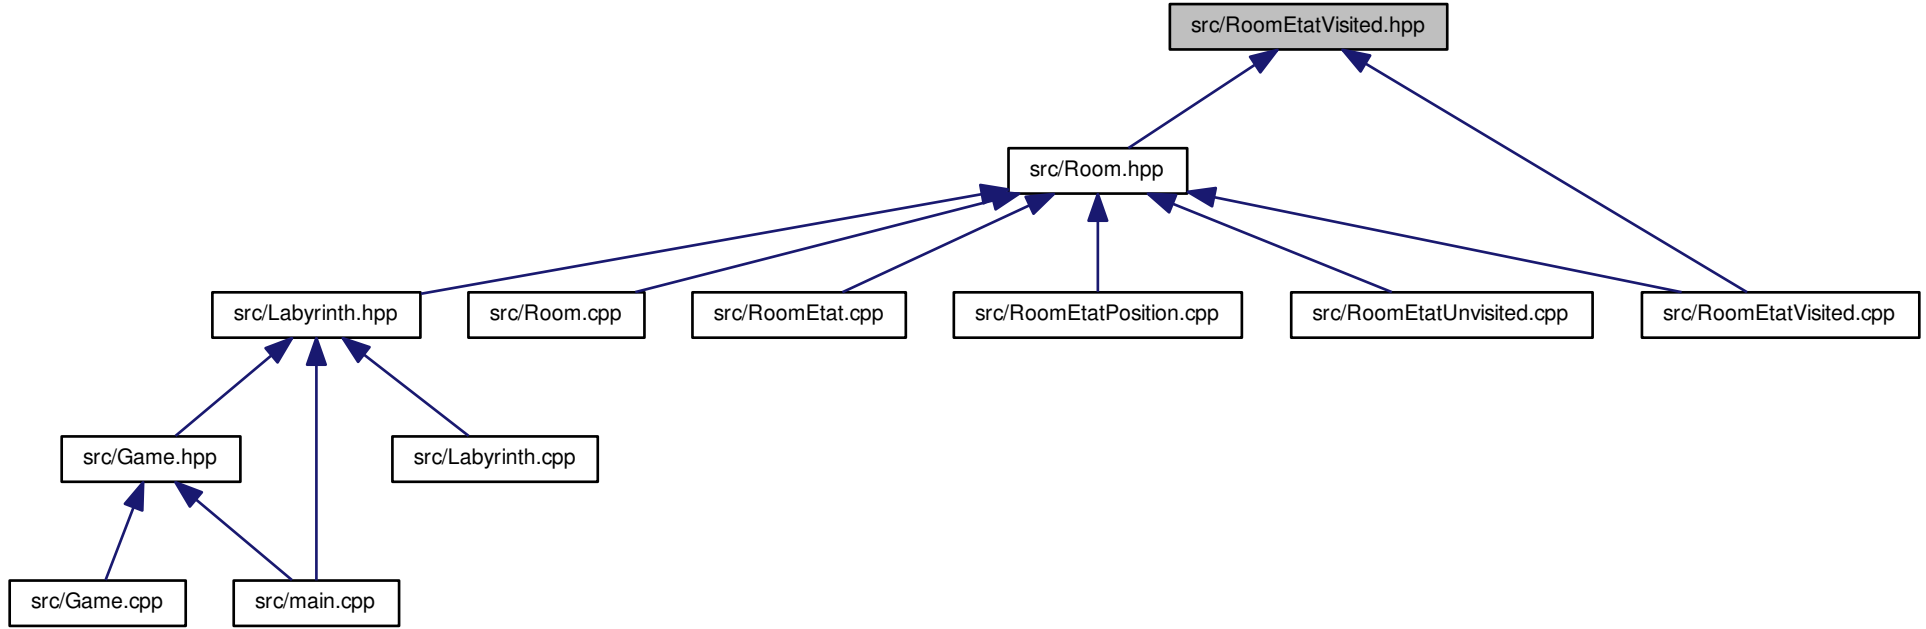 src/RoomEtatVisited.hpp
src/Room.hpp
src/Labyrinth.hpp
src/Room.cpp
src/RoomEtat.cpp
src/RoomEtatPosition.cpp
src/RoomEtatUnvisited.cpp
src/RoomEtatVisited.cpp
src/Game.hpp
src/Labyrinth.cpp
src/Game.cpp
src/main.cpp